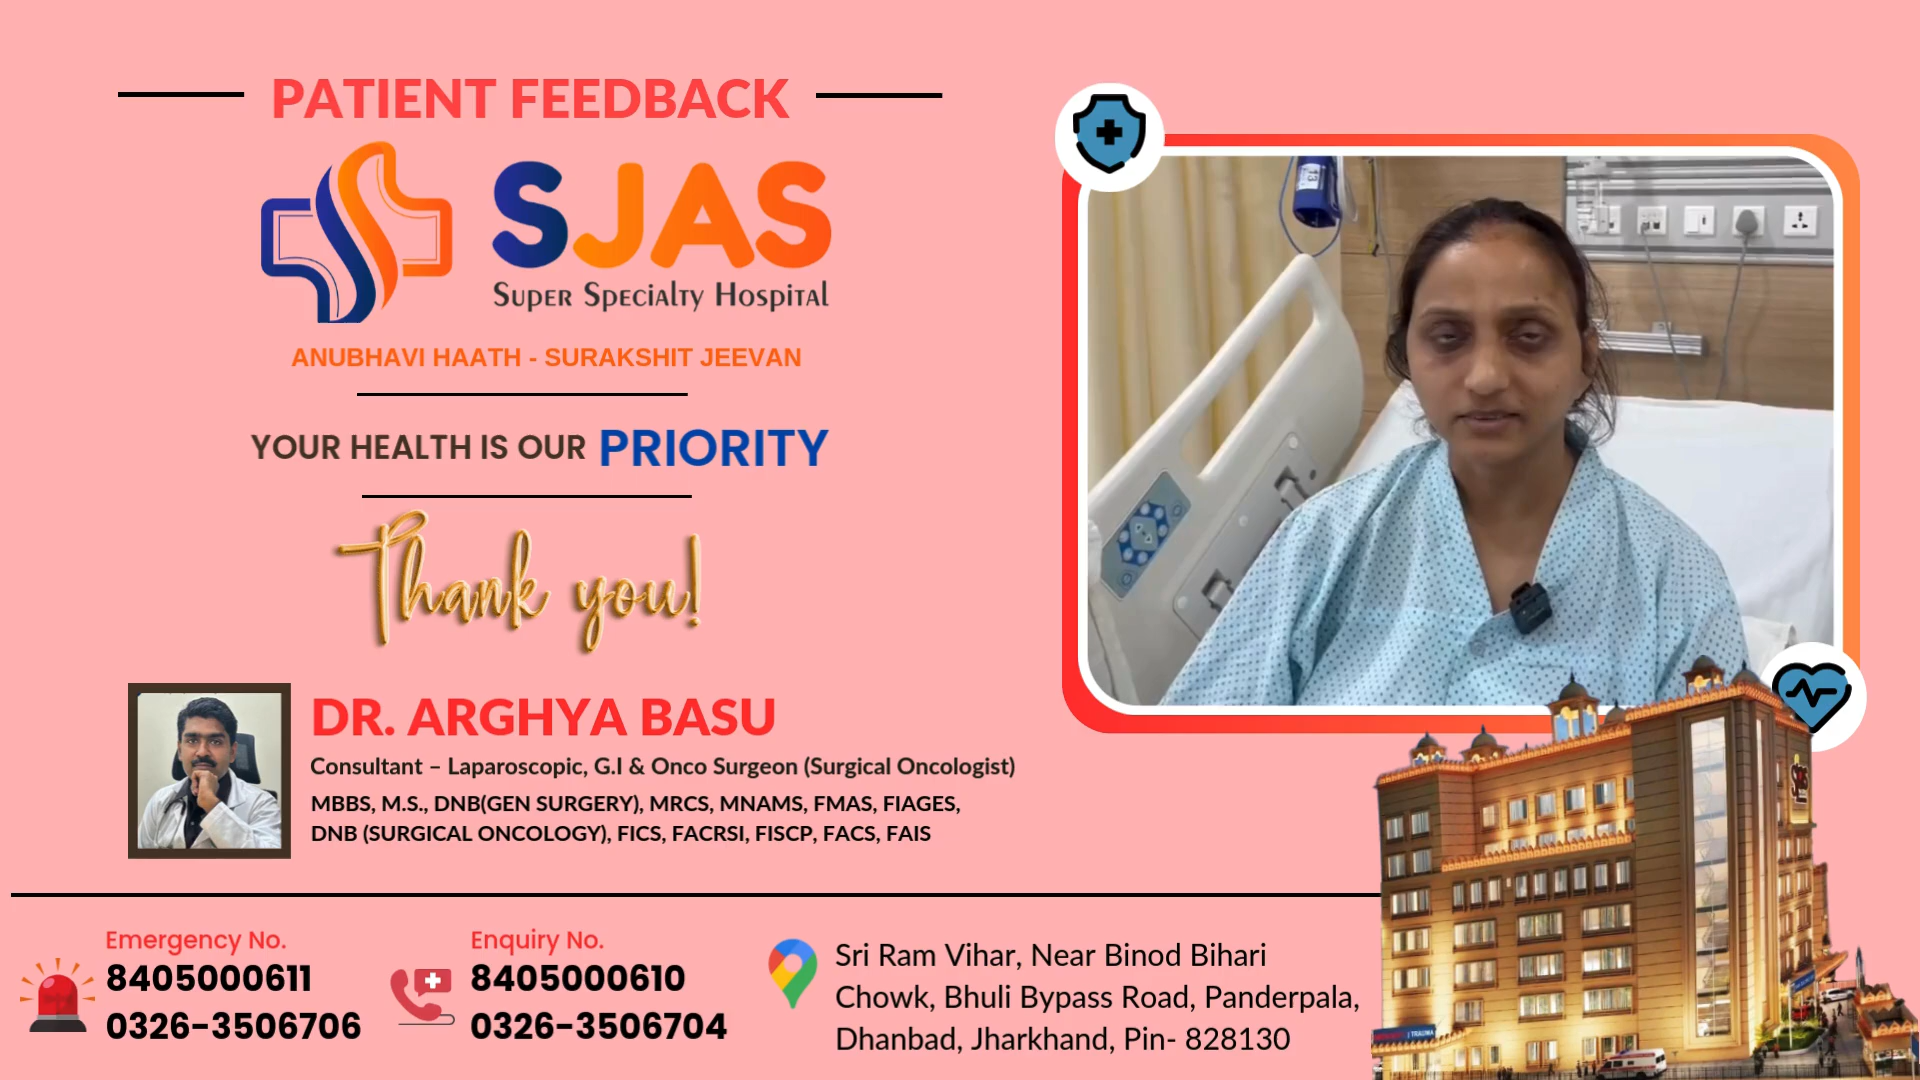 PATIENT FEEDBACK
SJAS
Super Specialty Hospital
ANUBHAVI HAATH - SURAKSHIT JEEVAN
YOUR HEALTH IS OUR PRIORITY
Thank you!
DR. ARGHYA BASU
Consultant – Laparoscopic, G.I & Onco Surgeon (Surgical Oncologist)
MBBS, M.S., DNB(GEN SURGERY), MRCS, MNAMS, FMAS, FIAGES,
DNB (SURGICAL ONCOLOGY), FICS, FACRSI, FISCP, FACS, FAIS
Emergency No.
8405000611
0326-3506706
Enquiry No.
8405000610
0326-3506704
Sri Ram Vihar, Near Binod Bihari
Chowk, Bhuli Bypass Road, Panderpala,
Dhanbad, Jharkhand, Pin- 828130
13
SJAS
TRAUMA